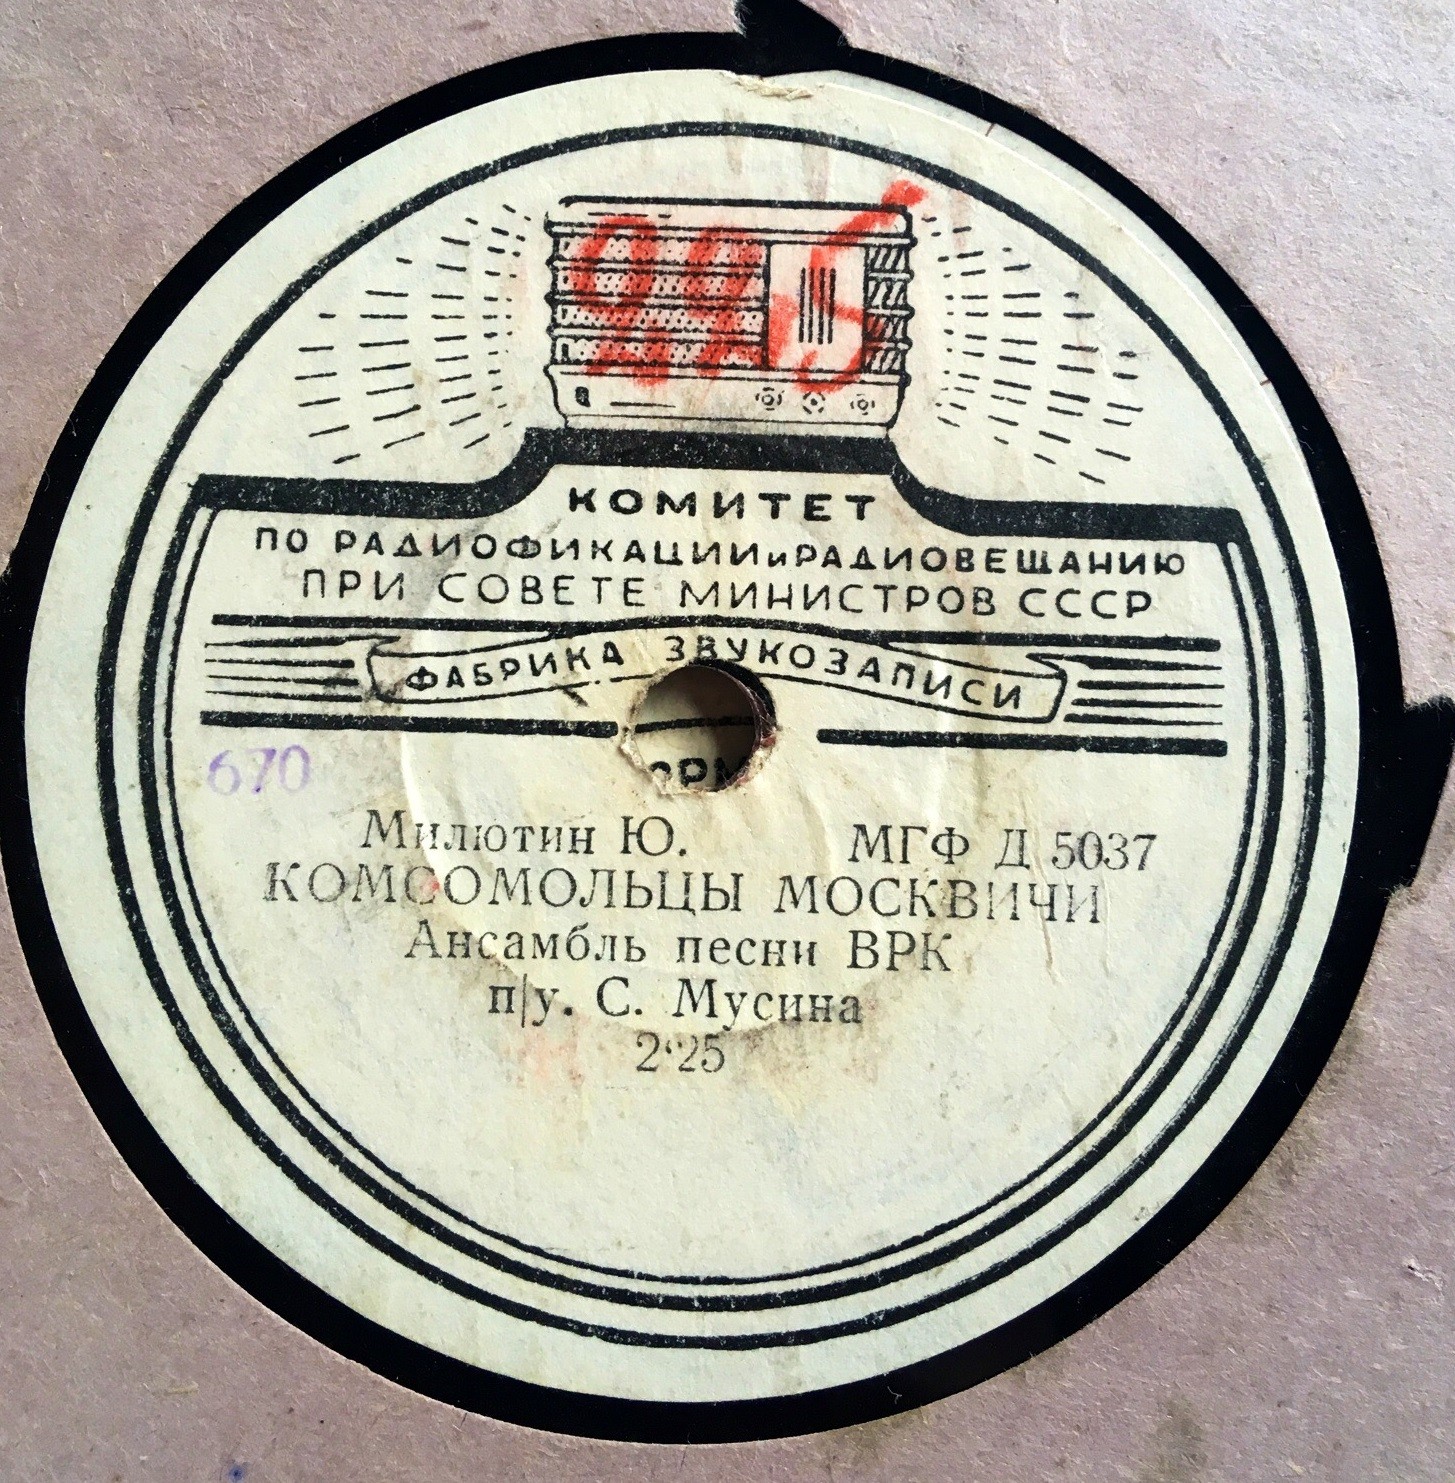 КОМИТЕТ
ПО РАДИОФИКАЦИИ и РАДИОВЕЩАНИЮ
ПРИ СОВЕТЕ МИНИСТРОВ СССР
ФАБРИКА ЗВУКОЗАПИСИ
670
Милютин Ю. МГФ Д 5037
КОМСОМОЛЬЦЫ МОСКВИЧИ
Ансамбль песни ВРК
п/у. С. Мусина
2‘25